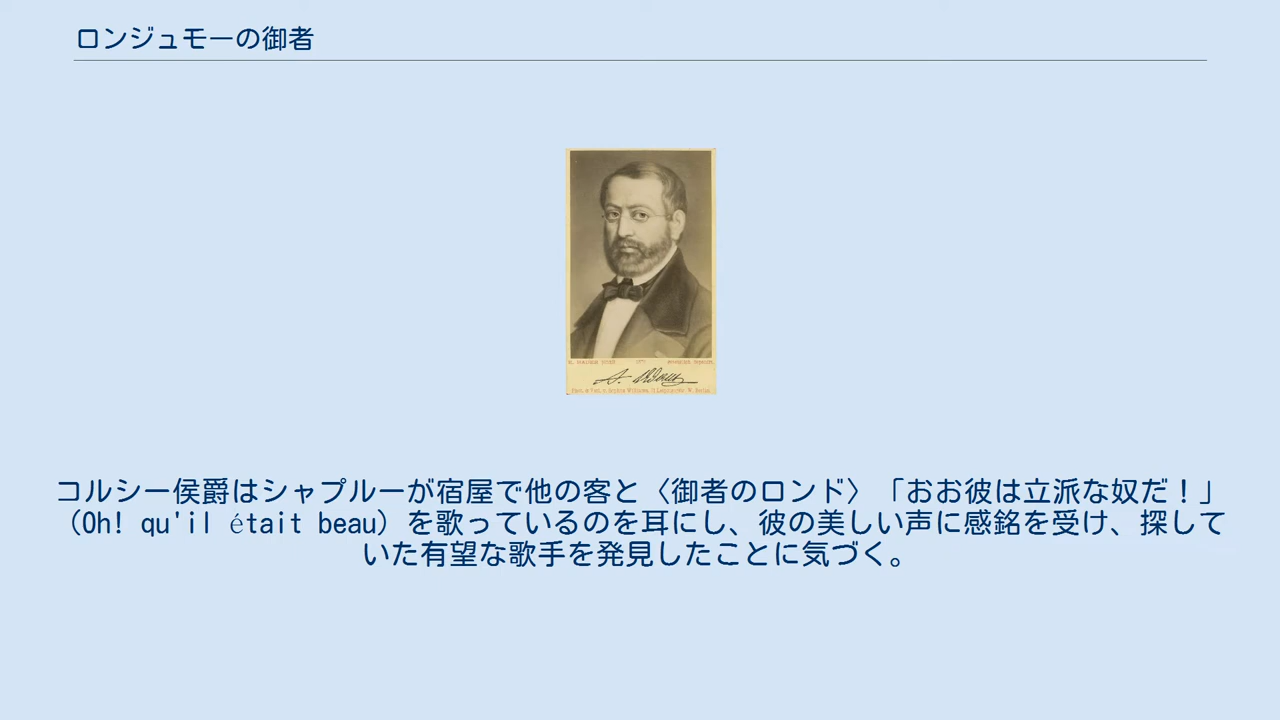 ロンジュモーの御者
コルシー侯爵はシャプルーが宿屋で他の客と〈御者のロンド〉「おお彼は立派な奴だ！」
（Oh! qu'il était beau）を歌っているのを耳にし、彼の美しい声に感銘を受け、探して
いた有望な歌手を発見したことに気づく。